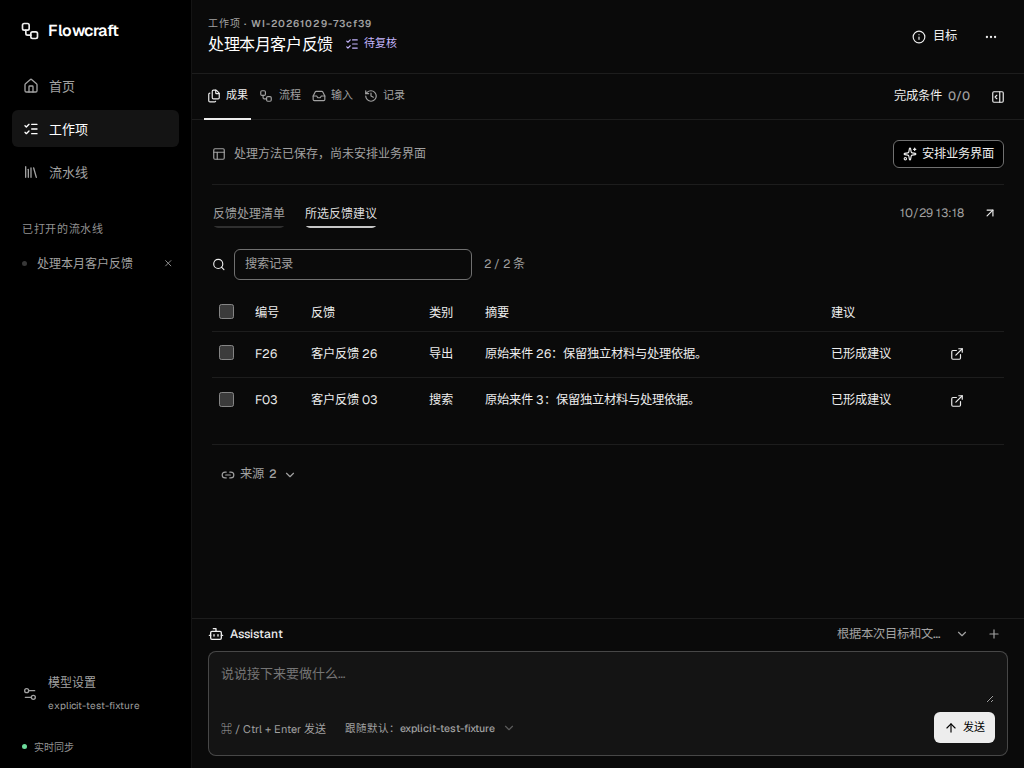 Flowcraft
首页
工作项
流水线
已打开的流水线
处理本月客户反馈
模型设置
explicit-test-fixture
实时同步
工作项 · WI-20261029-73cf39
处理本月客户反馈 待复核
目标
成果 流程 输入 记录
完成条件 0/0
处理方法已保存，尚未安排业务界面
安排业务界面
反馈处理清单 所选反馈建议
10/29 13:18
搜索记录
2 / 2 条
编号 反馈 类别 摘要 建议
F26 客户反馈 26 导出 原始来件 26：保留独立材料与处理依据。 已形成建议
F03 客户反馈 03 搜索 原始来件 3：保留独立材料与处理依据。 已形成建议
来源 2
Assistant
根据本次目标和文...
说说接下来要做什么...
⌘ / Ctrl + Enter 发送 跟随默认：explicit-test-fixture
发送